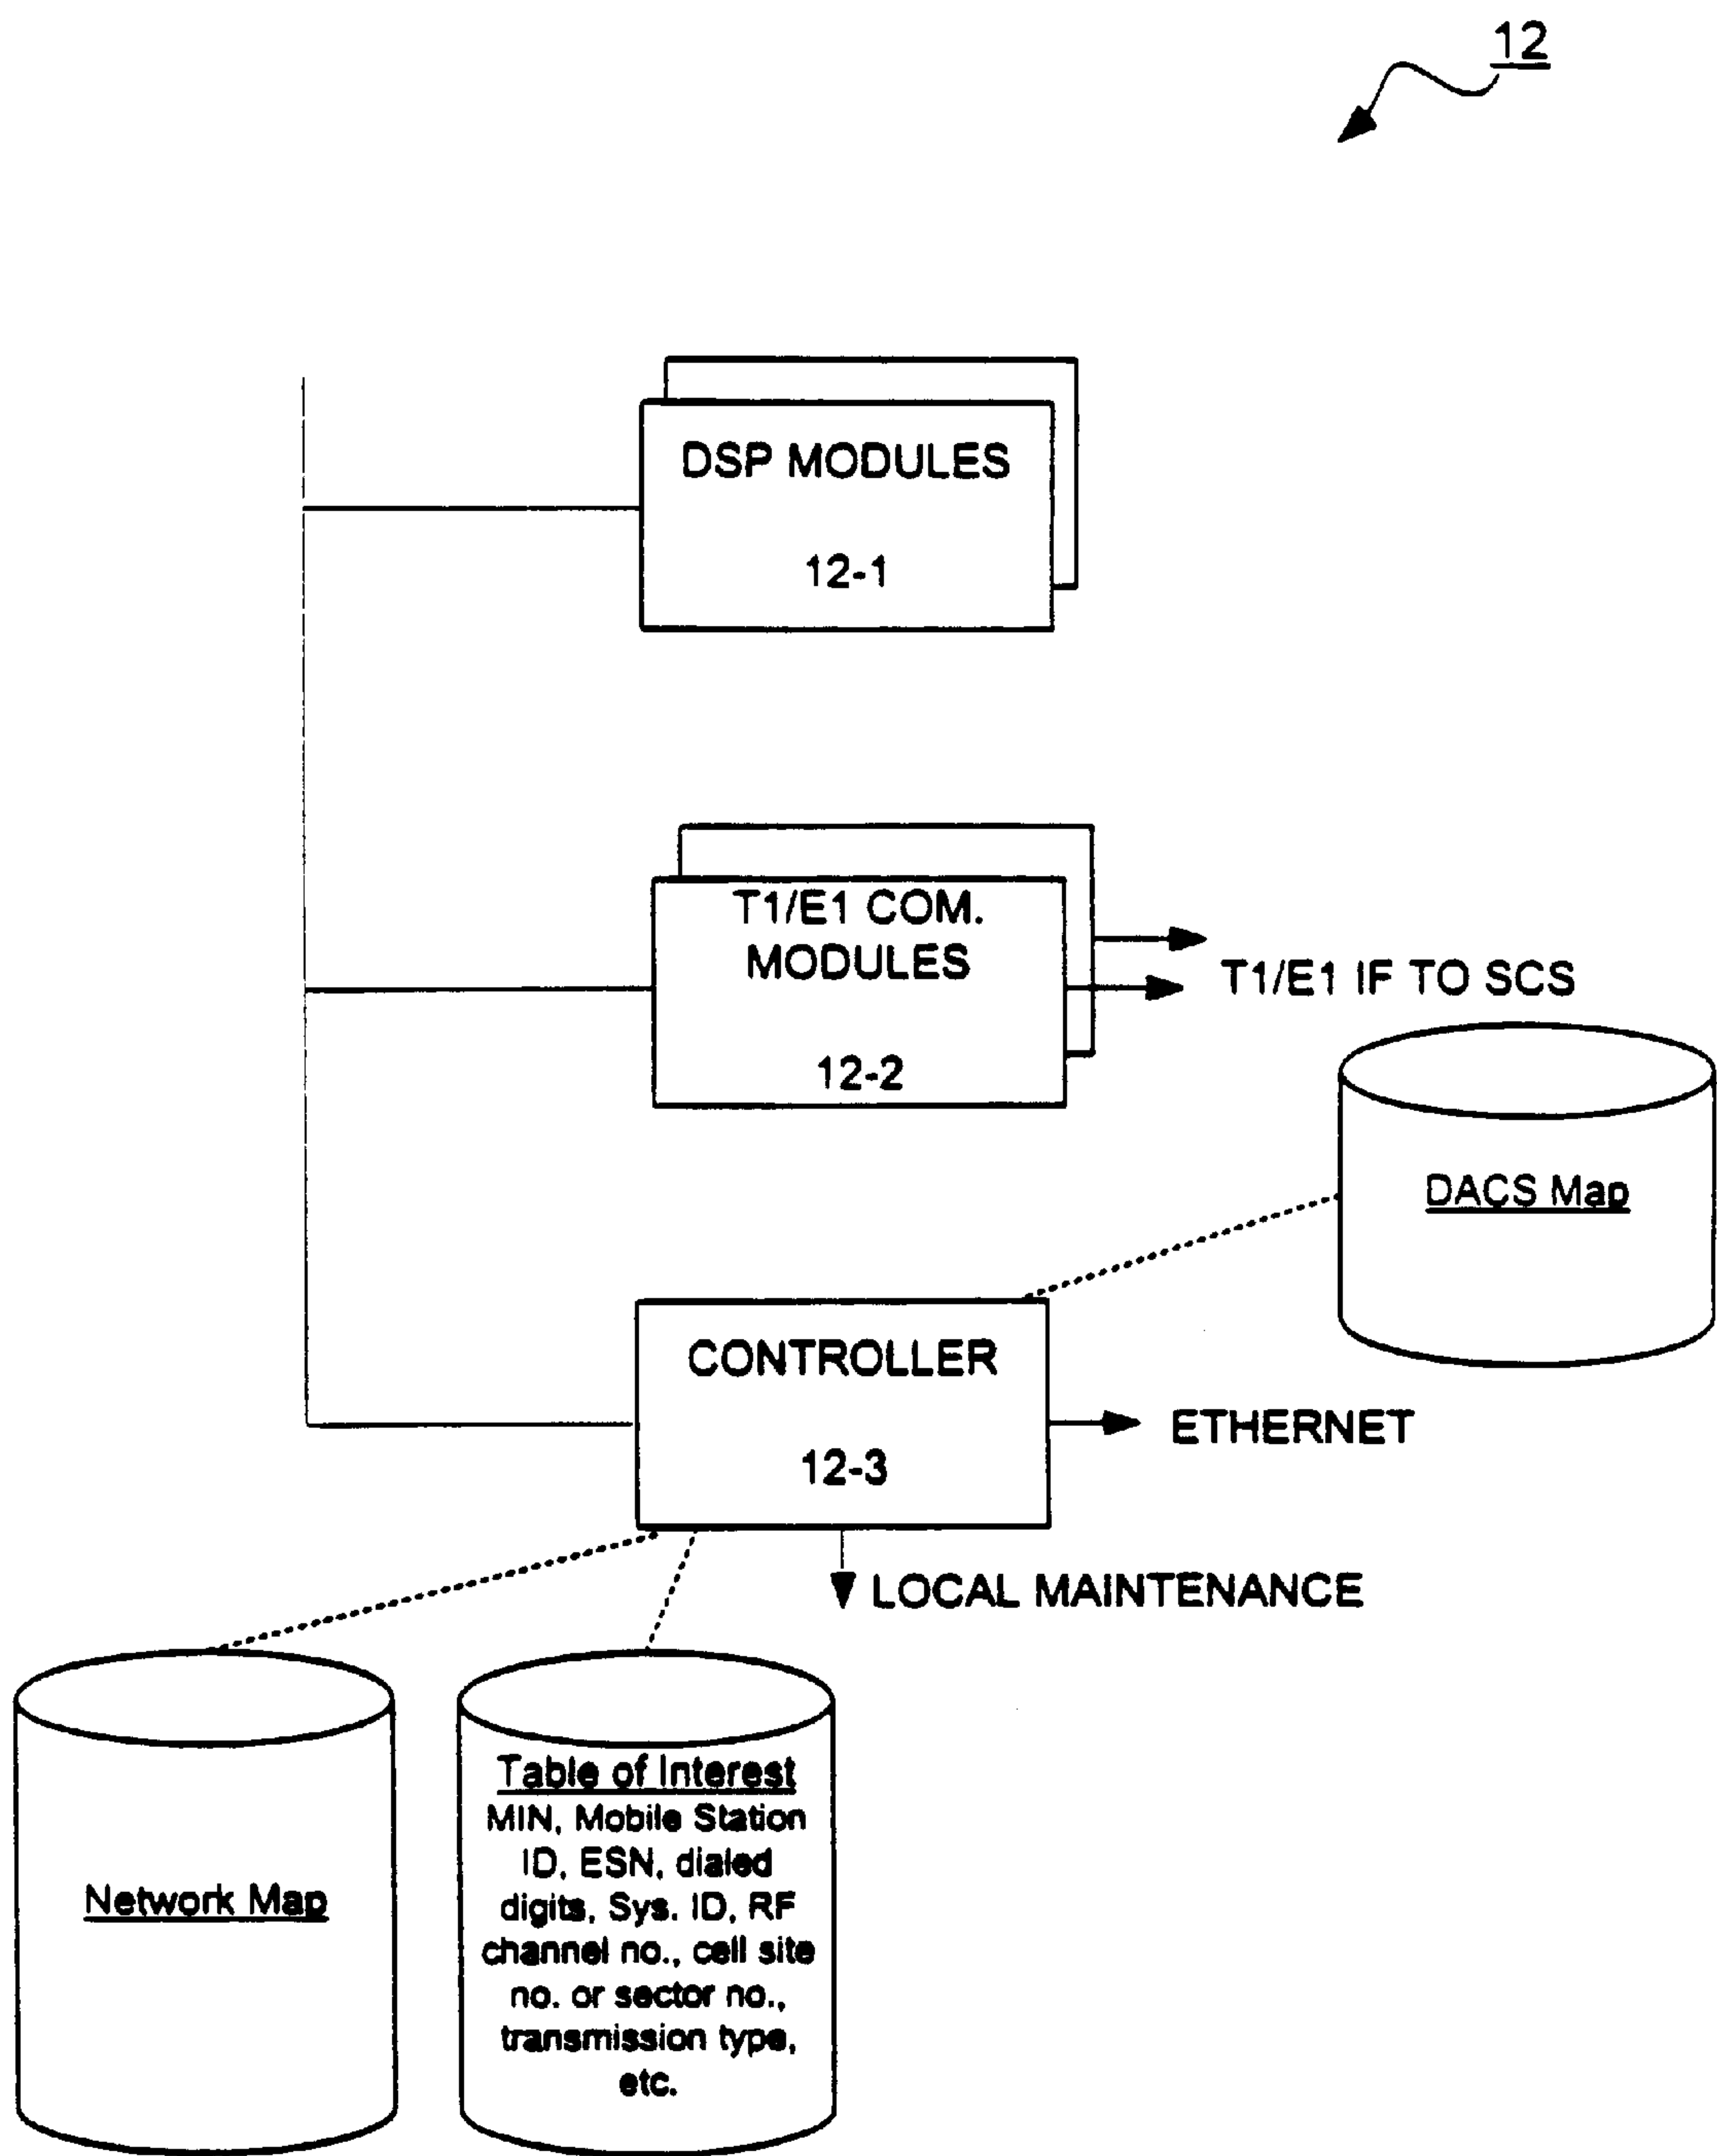 12
DSP MODULES
12-1
T1/E1 COM.
MODULES
12-2
T1/E1 IF TO SCS
DACS Map
CONTROLLER
12-3
ETHERNET
LOCAL MAINTENANCE
Network Map
Table of Interest
MIN, Mobile Station
ID, ESN, dialed
digits, Sys. ID, RF
channel no., cell site
no. or sector no.,
transmission type,
etc.